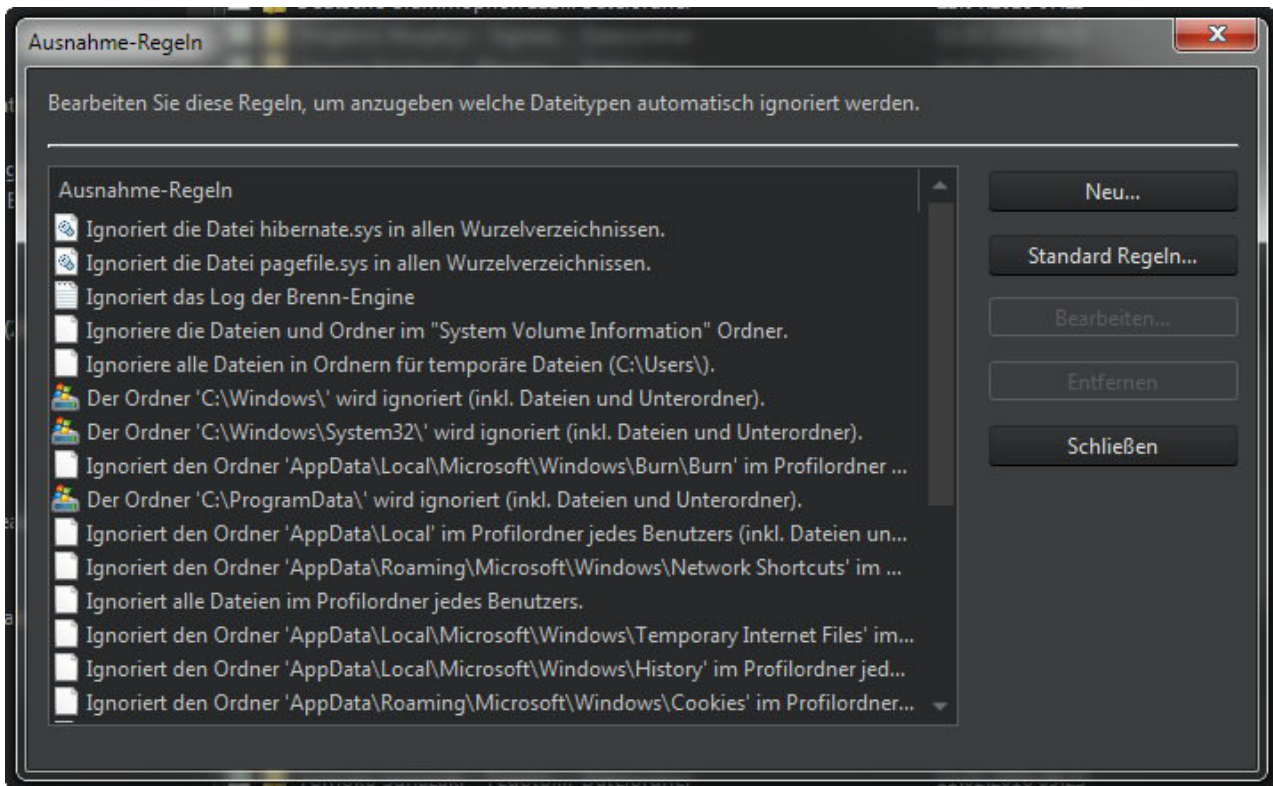 Ausnahme-Regeln
Bearbeiten Sie diese Regeln, um anzugeben welche Dateitypen automatisch ignoriert werden.
Ausnahme-Regeln
Ignoriert die Datei hibernate.sys in allen Wurzelverzeichnissen.
Ignoriert die Datei pagefile.sys in allen Wurzelverzeichnissen.
Ignoriert das Log der Brenn-Engine
Ignoriere die Dateien und Ordner im "System Volume Information" Ordner.
Ignoriere alle Dateien in Ordnern für temporäre Dateien (C:\Users\).
Der Ordner 'C:\Windows\' wird ignoriert (inkl. Dateien und Unterordner).
Der Ordner 'C:\Windows\System32\' wird ignoriert (inkl. Dateien und Unterordner).
Ignoriert den Ordner 'AppData\Local\Microsoft\Windows\Burn\Burn' im Profilordner ...
Der Ordner 'C:\ProgramData\' wird ignoriert (inkl. Dateien und Unterordner).
Ignoriert den Ordner 'AppData\Local' im Profilordner jedes Benutzers (inkl. Dateien un...
Ignoriert den Ordner 'AppData\Roaming\Microsoft\Windows\Network Shortcuts' im ...
Ignoriert alle Dateien im Profilordner jedes Benutzers.
Ignoriert den Ordner 'AppData\Local\Microsoft\Windows\Temporary Internet Files' im...
Ignoriert den Ordner 'AppData\Local\Microsoft\Windows\History' im Profilordner jed...
Ignoriert den Ordner 'AppData\Roaming\Microsoft\Windows\Cookies' im Profilordner...
Neu...
Standard Regeln...
Bearbeiten...
Entfernen
Schließen